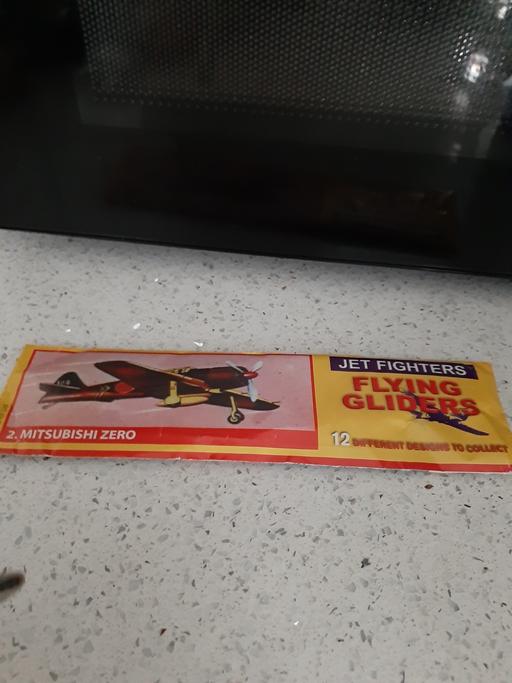 JET FIGHTERS
FLYING
GLIDERS
12 DIFFERENT DESIGNS TO COLLECT
2. MITSUBISHI ZERO